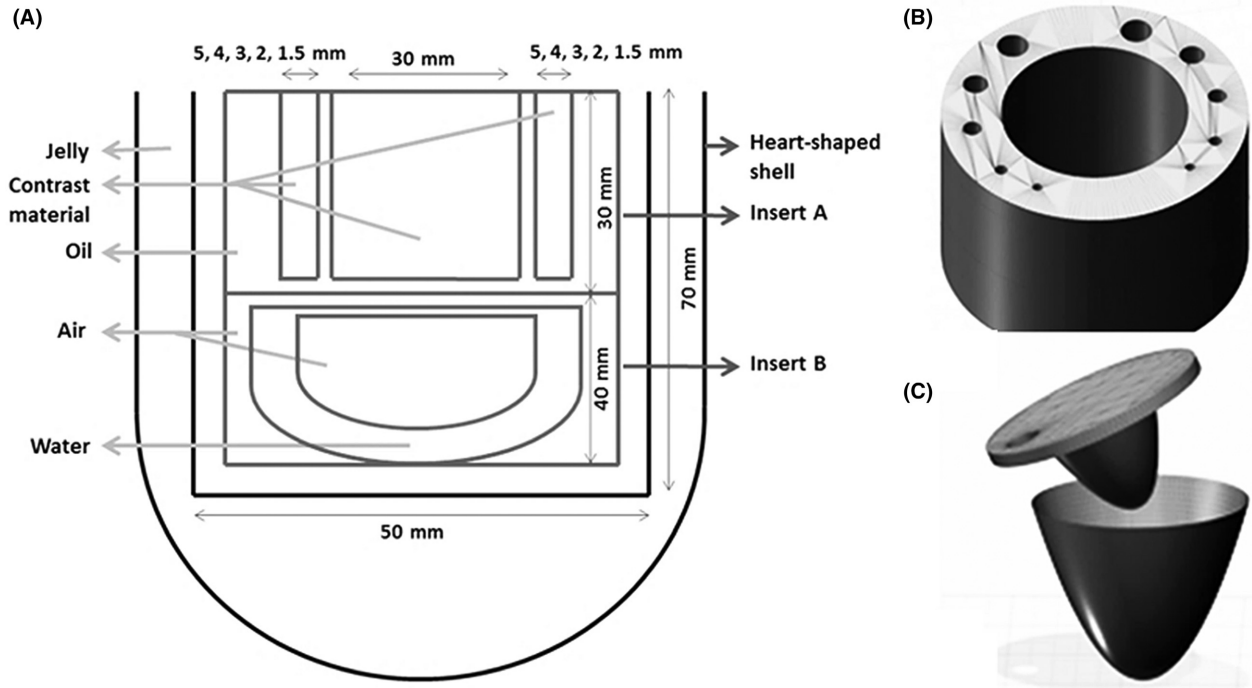 (A)
5, 4, 3, 2, 1.5 mm
30 mm
5, 4, 3, 2, 1.5 mm
Jelly
Contrast
material
Oil
Air
Water
30 mm
40 mm
70 mm
50 mm
Heart-shaped
shell
Insert A
Insert B
(B)
(C)